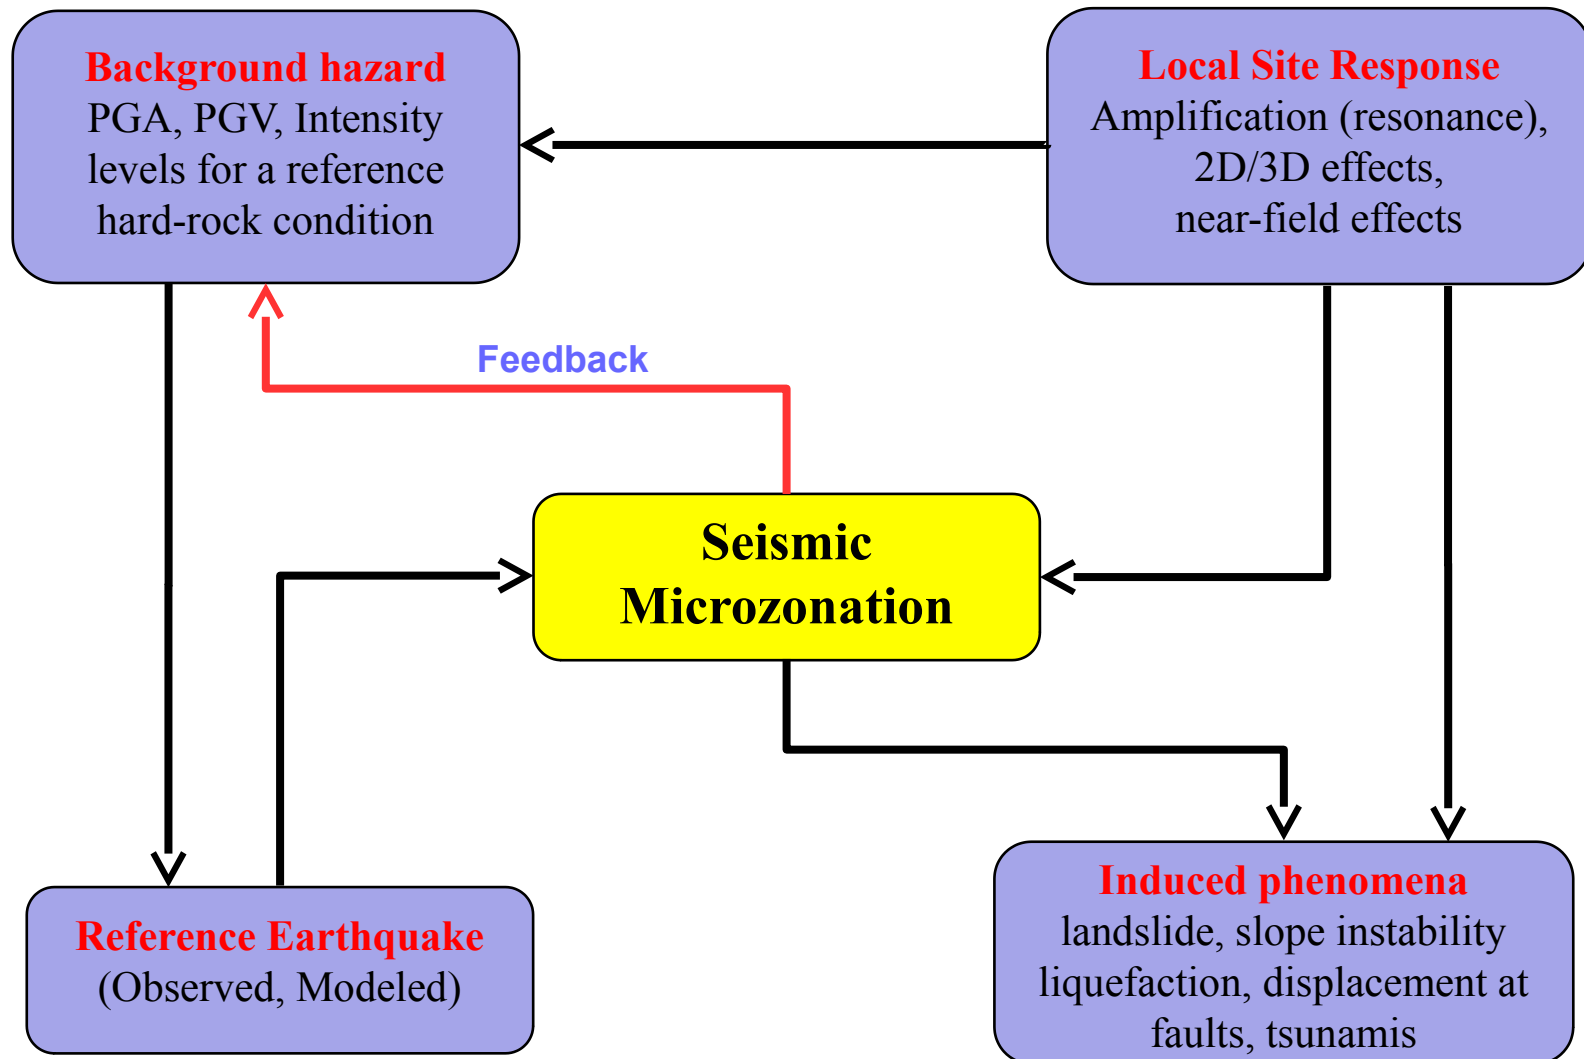 Background hazard
PGA, PGV, Intensity
levels for a reference
hard-rock condition
Local Site Response
Amplification (resonance),
2D/3D effects,
near-field effects
Feedback
Seismic
Microzonation
Reference Earthquake
(Observed, Modeled)
Induced phenomena
landslide, slope instability
liquefaction, displacement at
faults, tsunamis